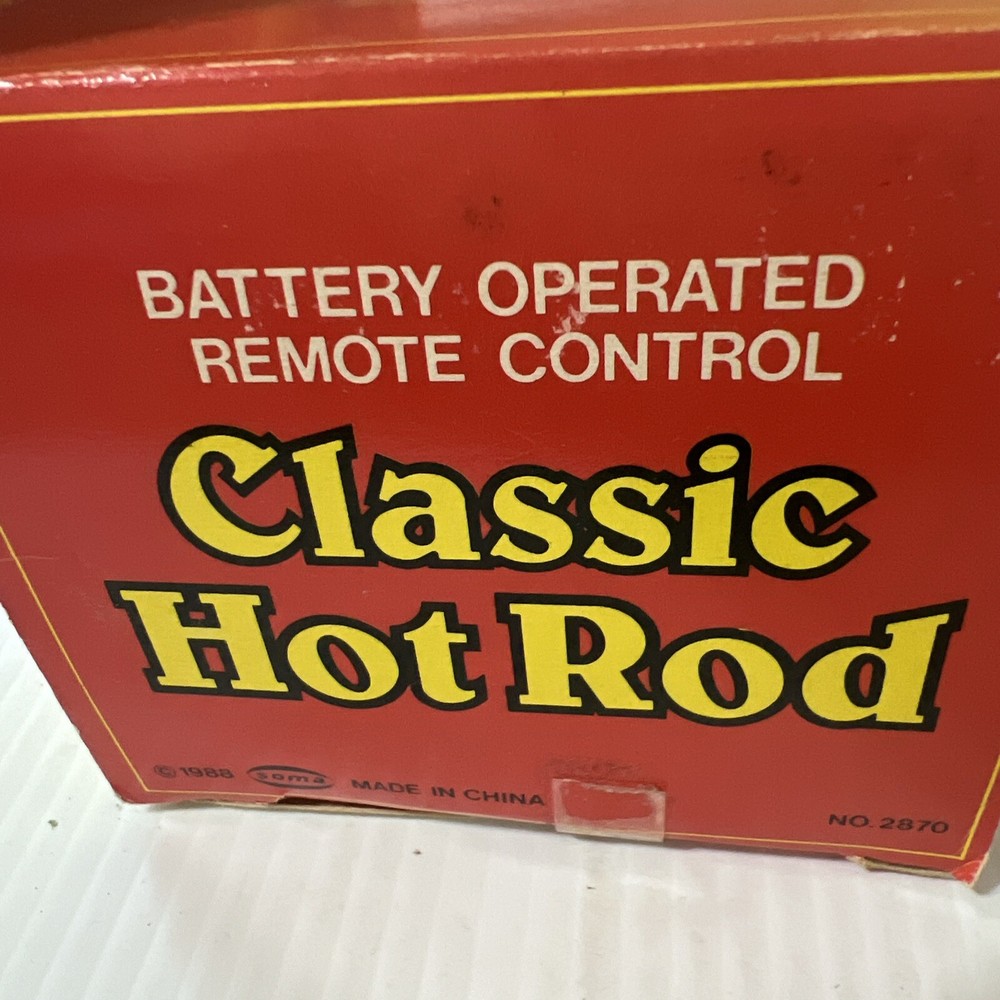 BATTERY OPERATED
REMOTE CONTROL
Classic
Hot Rod
©1988 soma MADE IN CHINA
NO. 2870